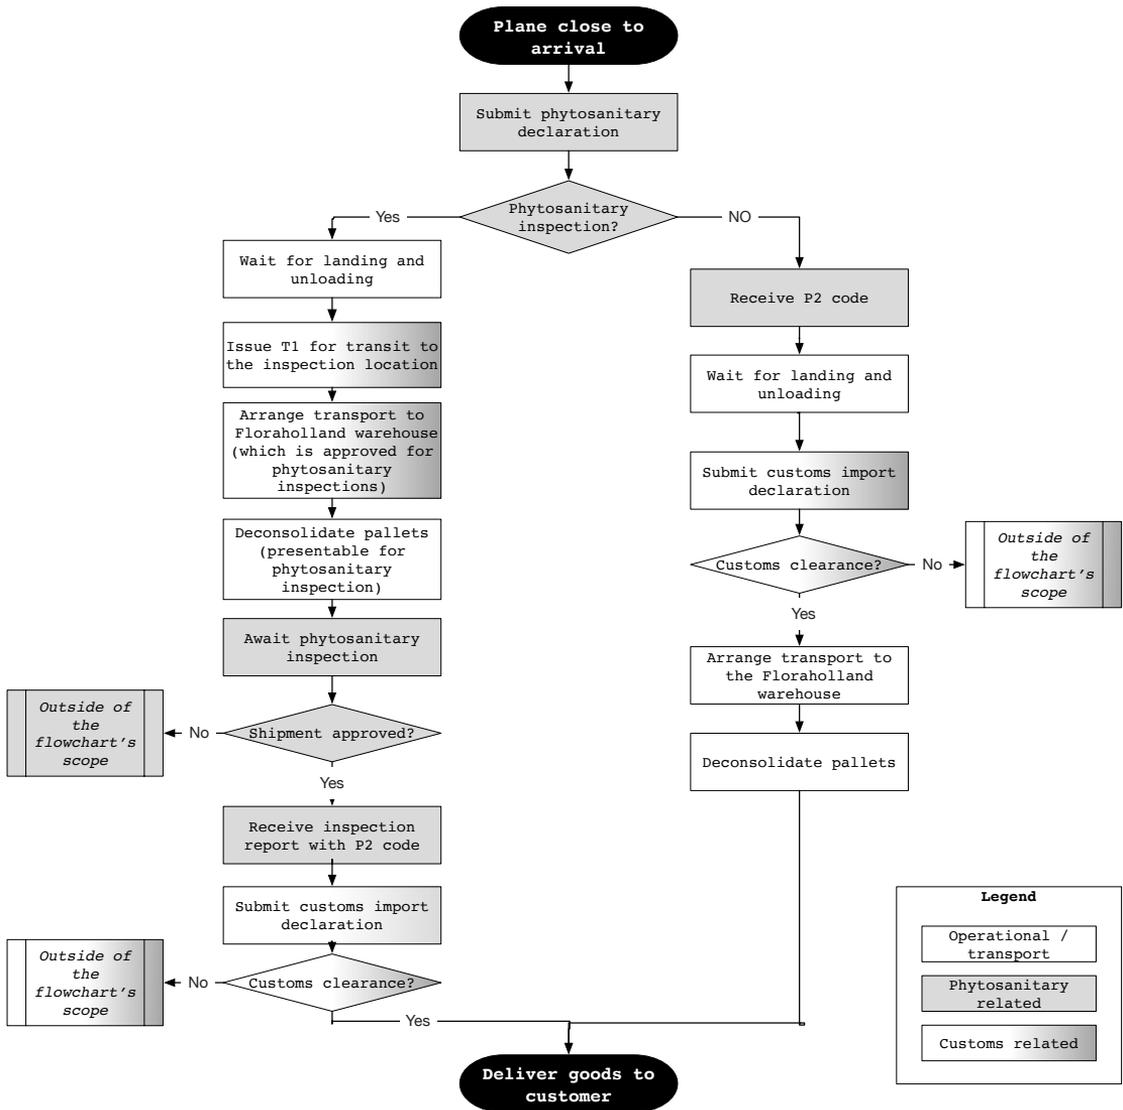 Plane close to
arrival
Submit phytosanitary
declaration
Phytosanitary
inspection?
Yes
NO
Wait for landing and
unloading
Issue T1 for transit to
the inspection location
Arrange transport to
Floraholland warehouse
(which is approved for
phytosanitary
inspections)
Deconsolidate pallets
(presentable for
phytosanitary
inspection)
Await phytosanitary
inspection
Shipment approved?
No
Outside of
the
flowchart's
scope
Yes
Receive inspection
report with P2 code
Submit customs import
declaration
Customs clearance?
No
Outside of
the
flowchart's
scope
Yes
Receive P2 code
Wait for landing and
unloading
Submit customs import
declaration
Customs clearance?
No
Outside of
the
flowchart's
scope
Yes
Arrange transport to
the Floraholland
warehouse
Deconsolidate pallets
Deliver goods to
customer
Legend
Operational /
transport
Phytosanitary
related
Customs related